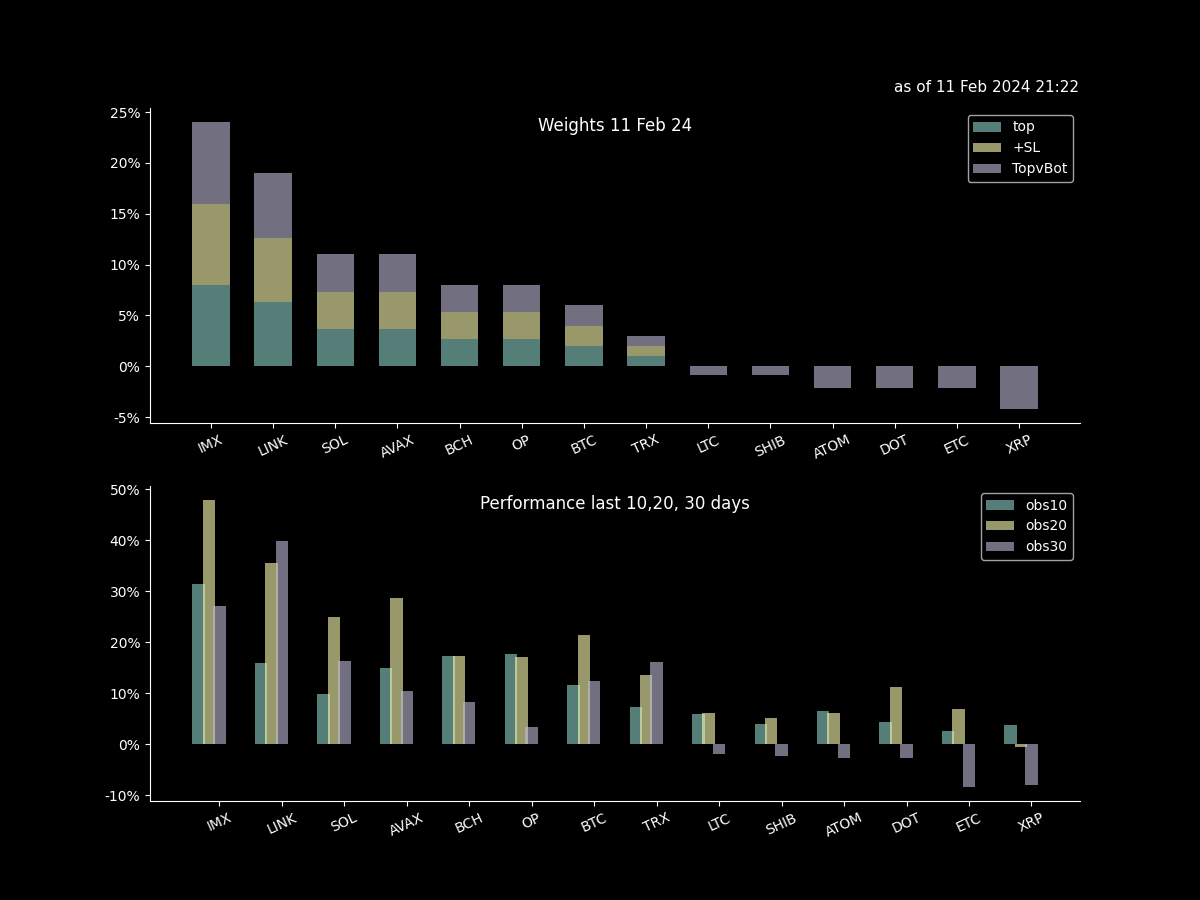 as of 11 Feb 2024 21:22
Weights 11 Feb 24
top
+SL
TopvBot
25%
20%
15%
10%
5%
0%
-5%
IMX LINK SOL AVAX BCH OP BTC TRX LTC SHIB ATOM DOT ETC XRP
Performance last 10,20, 30 days
obs10
obs20
obs30
50%
40%
30%
20%
10%
0%
-10%
IMX LINK SOL AVAX BCH OP BTC TRX LTC SHIB ATOM DOT ETC XRP